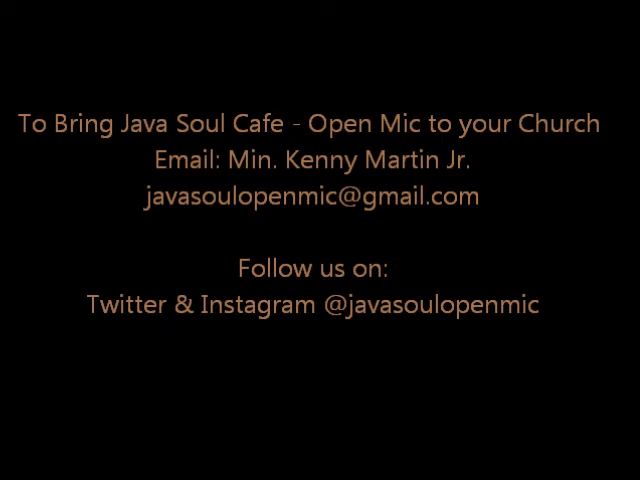 To Bring Java Soul Cafe - Open Mic to your Church
Email: Min. Kenny Martin Jr.
javasoulopenmic@gmail.com
Follow us on:
Twitter & Instagram @javasoulopenmic